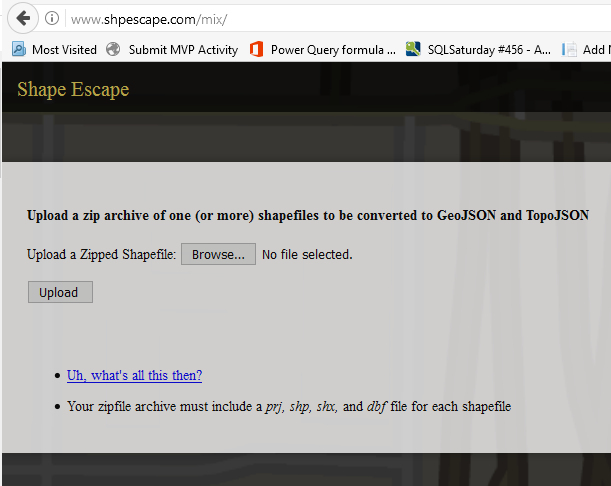 www.shpescape.com/mix/
Most Visited Submit MVP Activity Power Query formula ... SQLSaturday #456 - A... Add
Shape Escape
Upload a zip archive of one (or more) shapefiles to be converted to GeoJSON and TopoJSON
Upload a Zipped Shapefile: Browse... No file selected.
Upload
Uh, what's all this then?
Your zipfile archive must include a prj, shp, shx, and dbf file for each shapefile